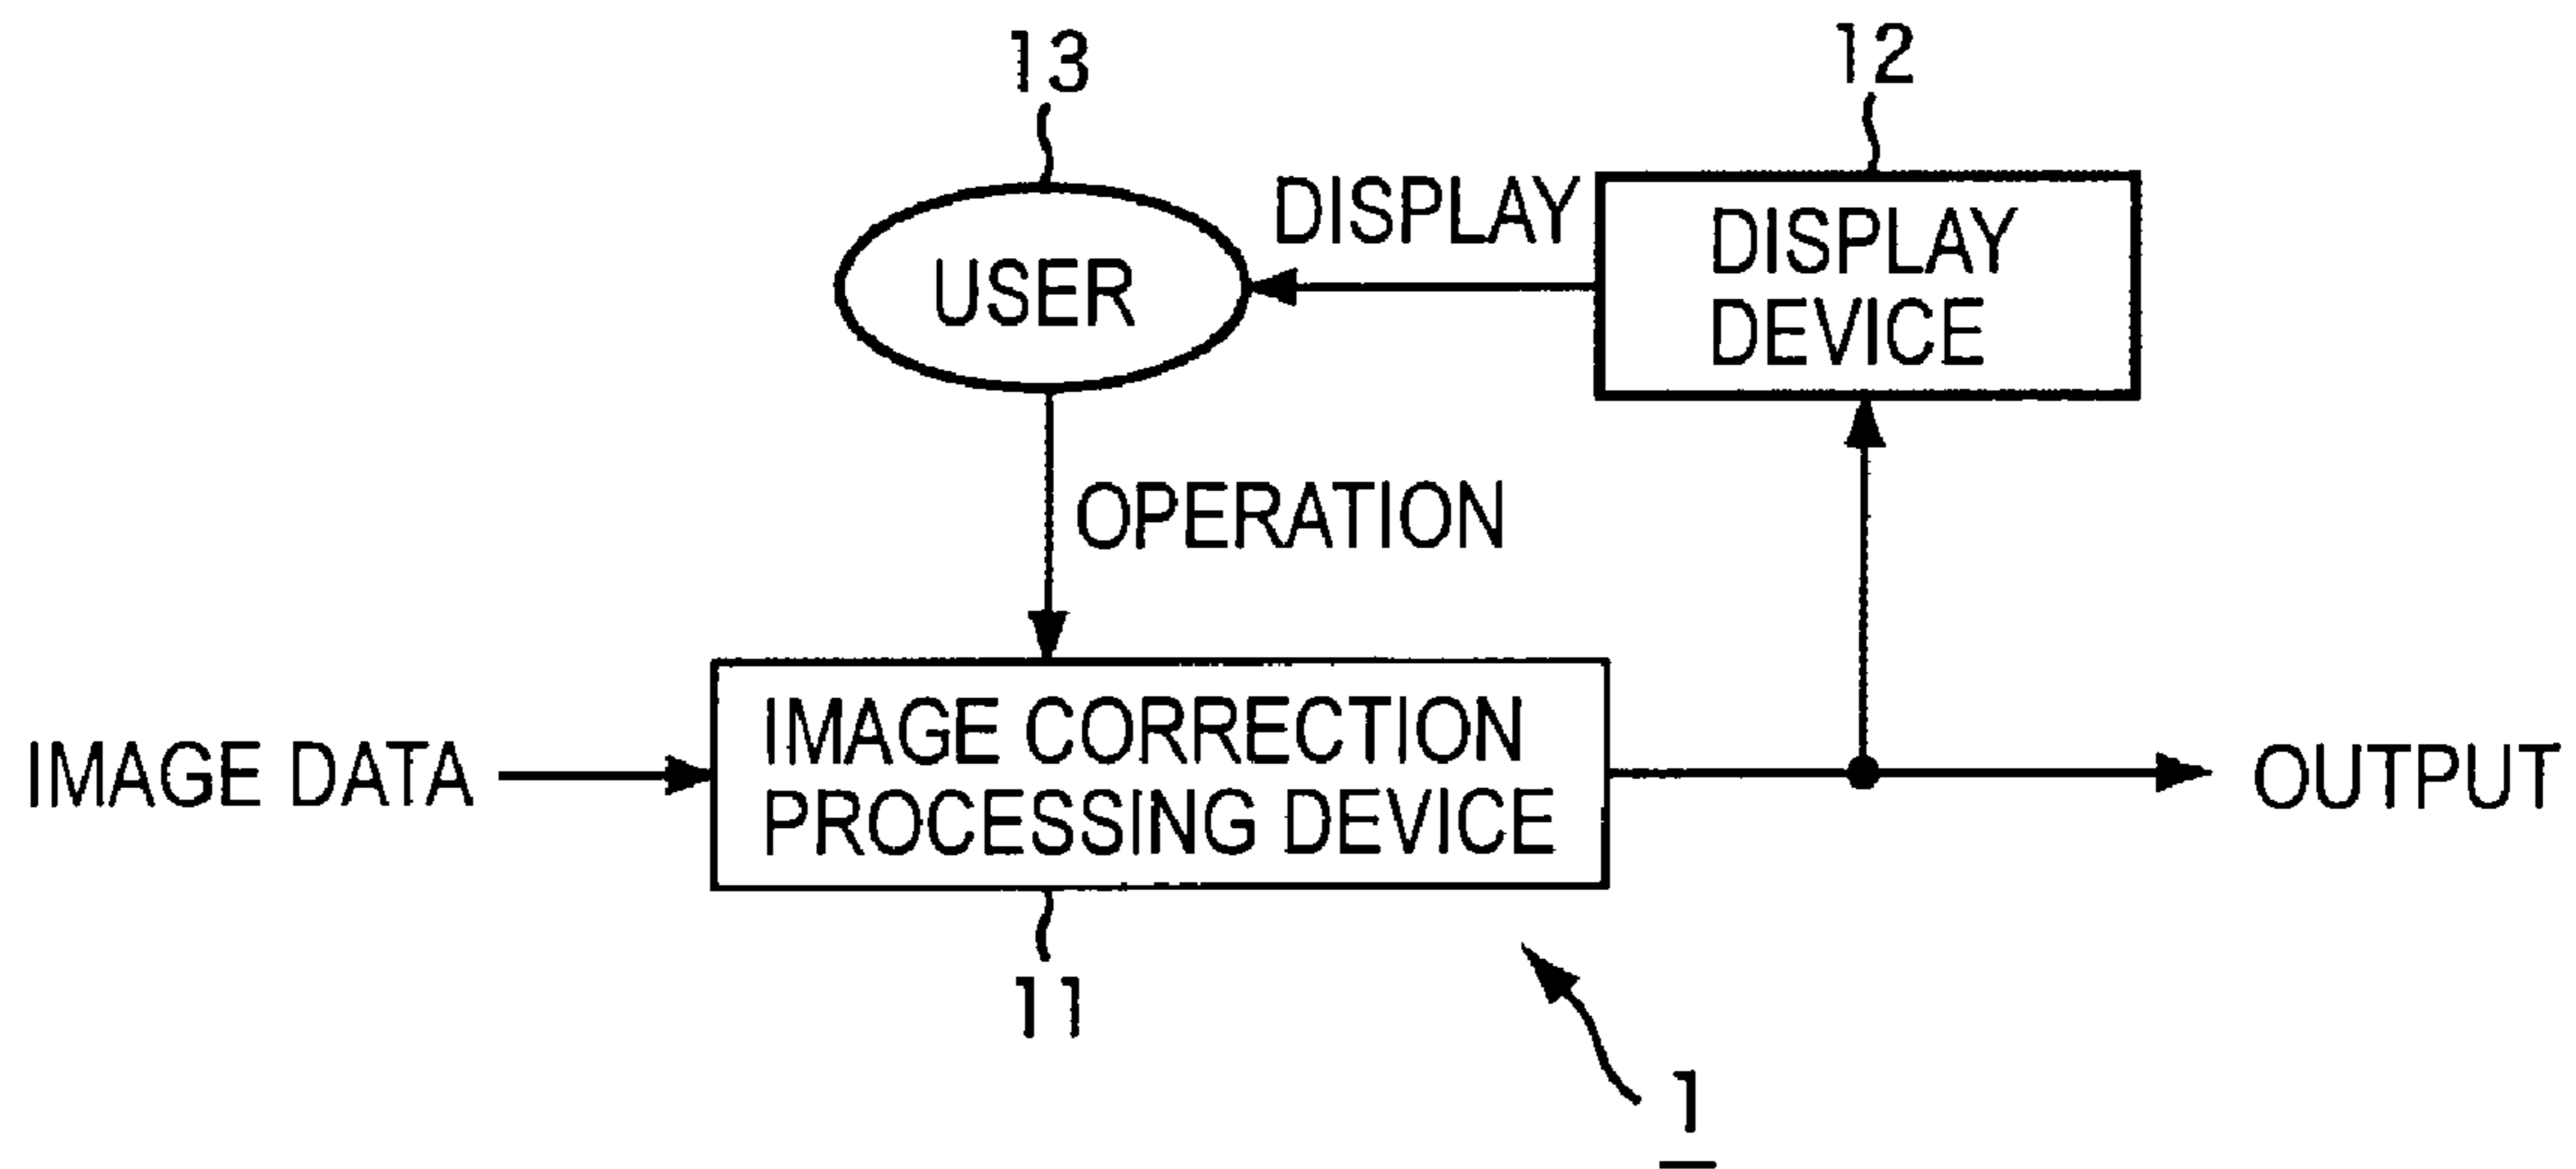 13
12
DISPLAY
DISPLAY
DEVICE
USER
OPERATION
IMAGE DATA
IMAGE CORRECTION
PROCESSING DEVICE
OUTPUT
11
1